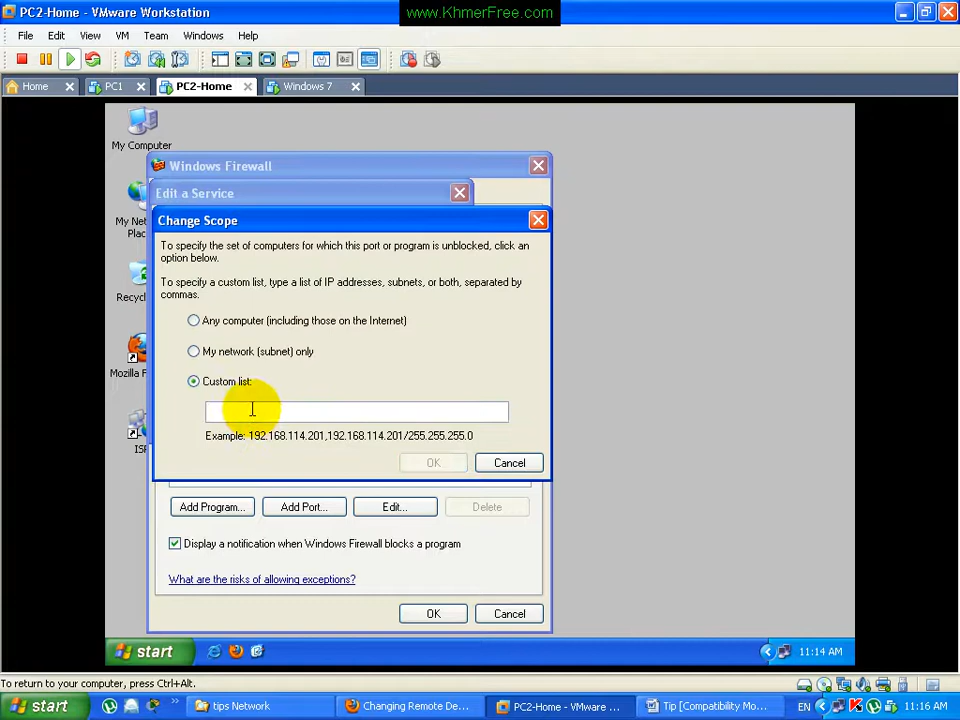 www.KhmerFree.com
PC2-Home - VMware Workstation
File Edit View VM Team Windows Help
Home PC1 PC2-Home Windows 7
My Computer
Windows Firewall
Edit a Service
My Net
Plac
Change Scope
To specify the set of computers for which this port or program is unblocked, click an
option below.
To specify a custom list, type a list of IP addresses, subnets, or both, separated by
commas.
Recyc
Any computer (including those on the Internet)
My network (subnet) only
Mozilla F
Custom list:
Example: 192.168.114.201,192.168.114.201/255.255.255.0
IS
OK Cancel
Add Program... Add Port... Edit... Delete
Display a notification when Windows Firewall blocks a program
What are the risks of allowing exceptions?
OK Cancel
start 11:14 AM
To return to your computer, press Ctrl+Alt.
start tips Network Changing Remote De... PC2-Home - VMware ... Tip [Compatibility Mo... EN 11:16 AM